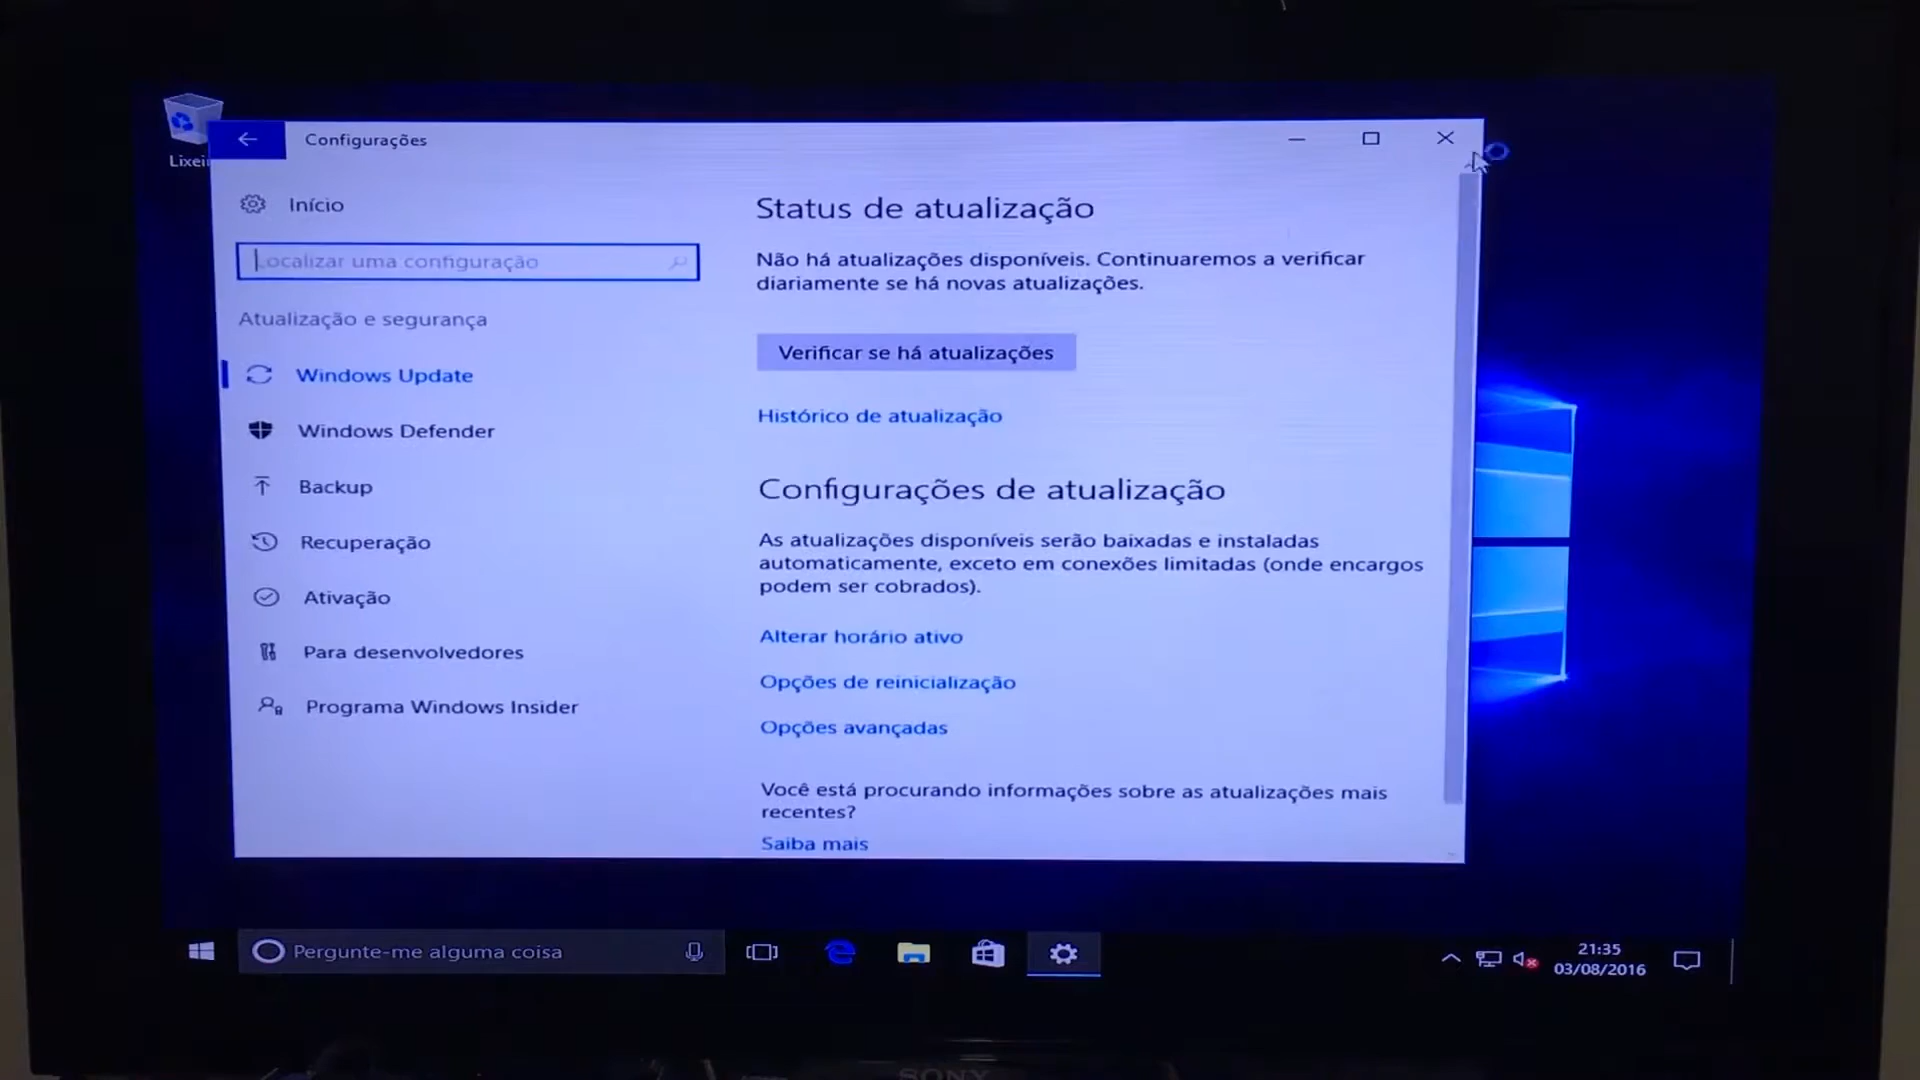 Lixei
Configurações
Início
Localizar uma configuração
Atualização e segurança
Windows Update
Windows Defender
Backup
Recuperação
Ativação
Para desenvolvedores
Programa Windows Insider
Status de atualização
Não há atualizações disponíveis. Continuaremos a verificar
diariamente se há novas atualizações.
Verificar se há atualizações
Histórico de atualização
Configurações de atualização
As atualizações disponíveis serão baixadas e instaladas
automaticamente, exceto em conexões limitadas (onde encargos
podem ser cobrados).
Alterar horário ativo
Opções de reinicialização
Opções avançadas
Você está procurando informações sobre as atualizações mais
recentes?
Saiba mais
Pergunte-me alguma coisa
21:35
03/08/2016
SONY